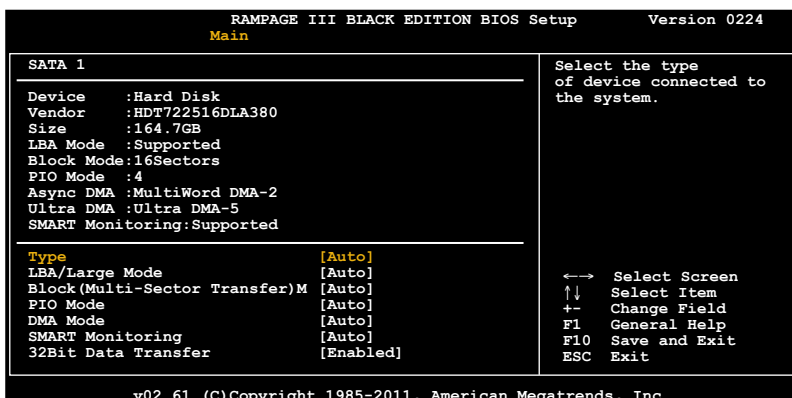 RAMPAGE III BLACK EDITION BIOS Setup Version 0224
Main
SATA 1
Device :Hard Disk
Vendor :HDT722516DLA380
Size :164.7GB
LBA Mode :Supported
Block Mode:16Sectors
PIO Mode :4
Async DMA :MultiWord DMA-2
Ultra DMA :Ultra DMA-5
SMART Monitoring:Supported
Type [Auto]
LBA/Large Mode [Auto]
Block(Multi-Sector Transfer)M [Auto]
PIO Mode [Auto]
DMA Mode [Auto]
SMART Monitoring [Auto]
32Bit Data Transfer [Enabled]
Select the type
of device connected to
the system.
←→ Select Screen
↑↓ Select Item
+- Change Field
F1 General Help
F10 Save and Exit
ESC Exit
v02.61 (C)Copyright 1985-2011, American Megatrends, Inc.